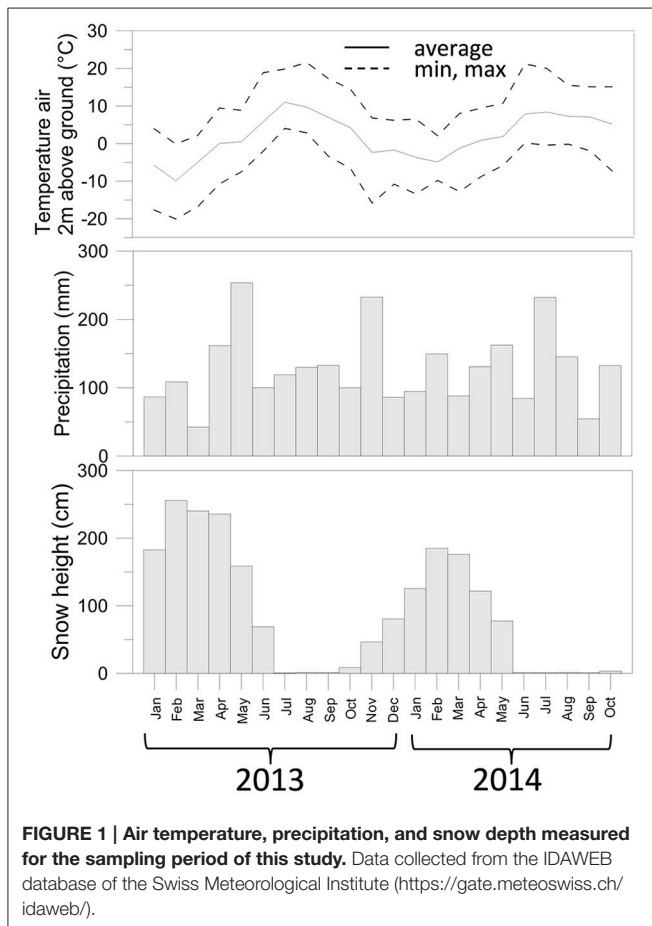 30
20
10
0
-10
-20
Temperature air
2m above ground (°C)
average
min, max
300
200
100
0
Precipitation (mm)
300
200
100
0
Snow height (cm)
Jan Feb Mar Apr May Jun Jul Aug Sep Oct Nov Dec Jan Feb Mar Apr May Jun Jul Aug Sep Oct
2013 2014
FIGURE 1 | Air temperature, precipitation, and snow depth measured
for the sampling period of this study. Data collected from the IDAWEB
database of the Swiss Meteorological Institute (https://gate.meteoswiss.ch/
idaweb/).